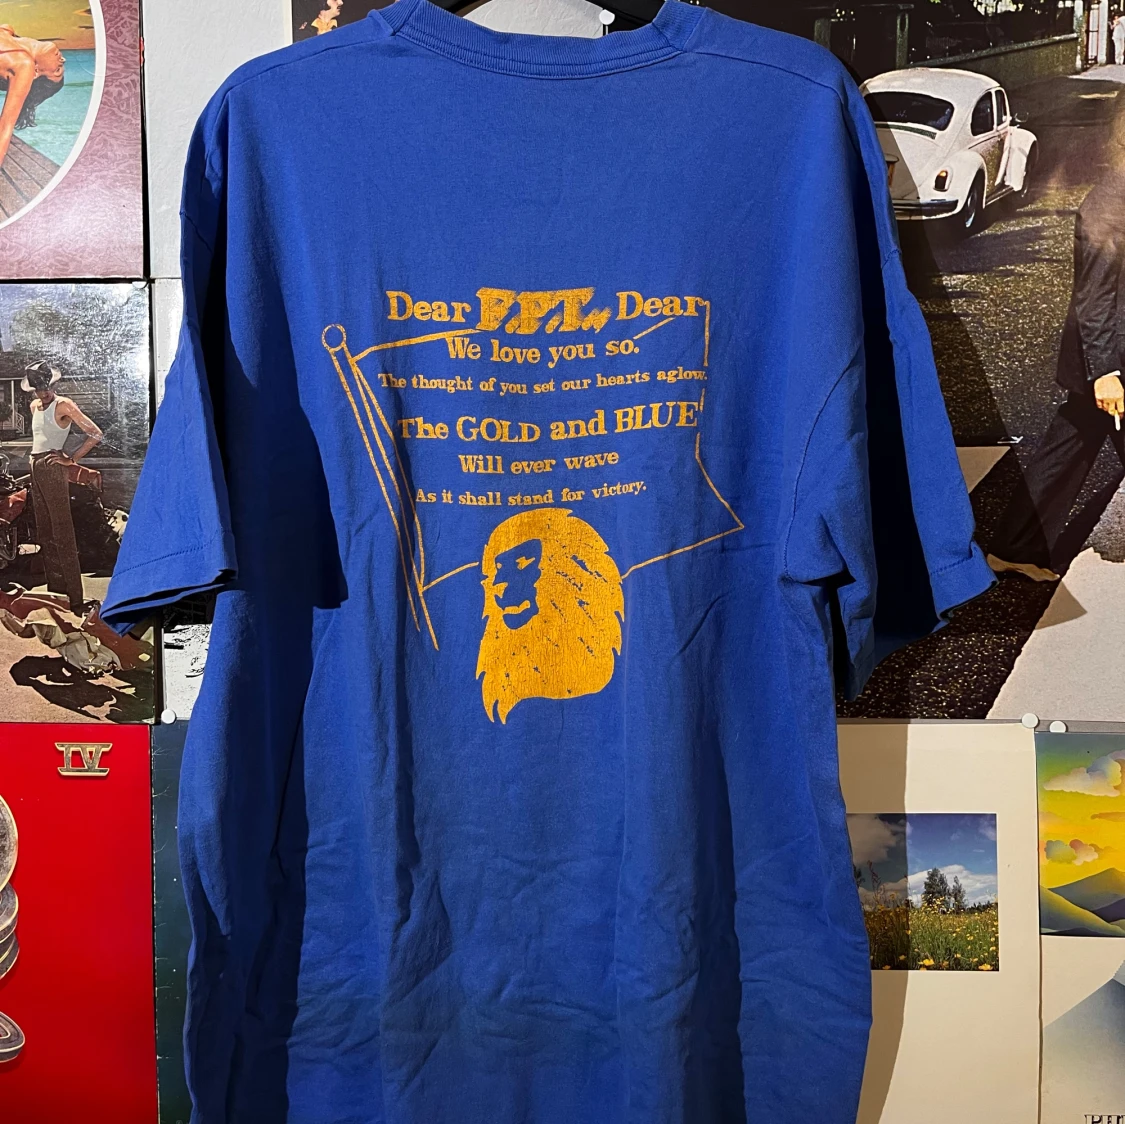 Dear P.P.T., Dear
We love you so.
The thought of you set our hearts aglow.
The GOLD and BLUE
Will ever wave
As it shall stand for victory.
IV